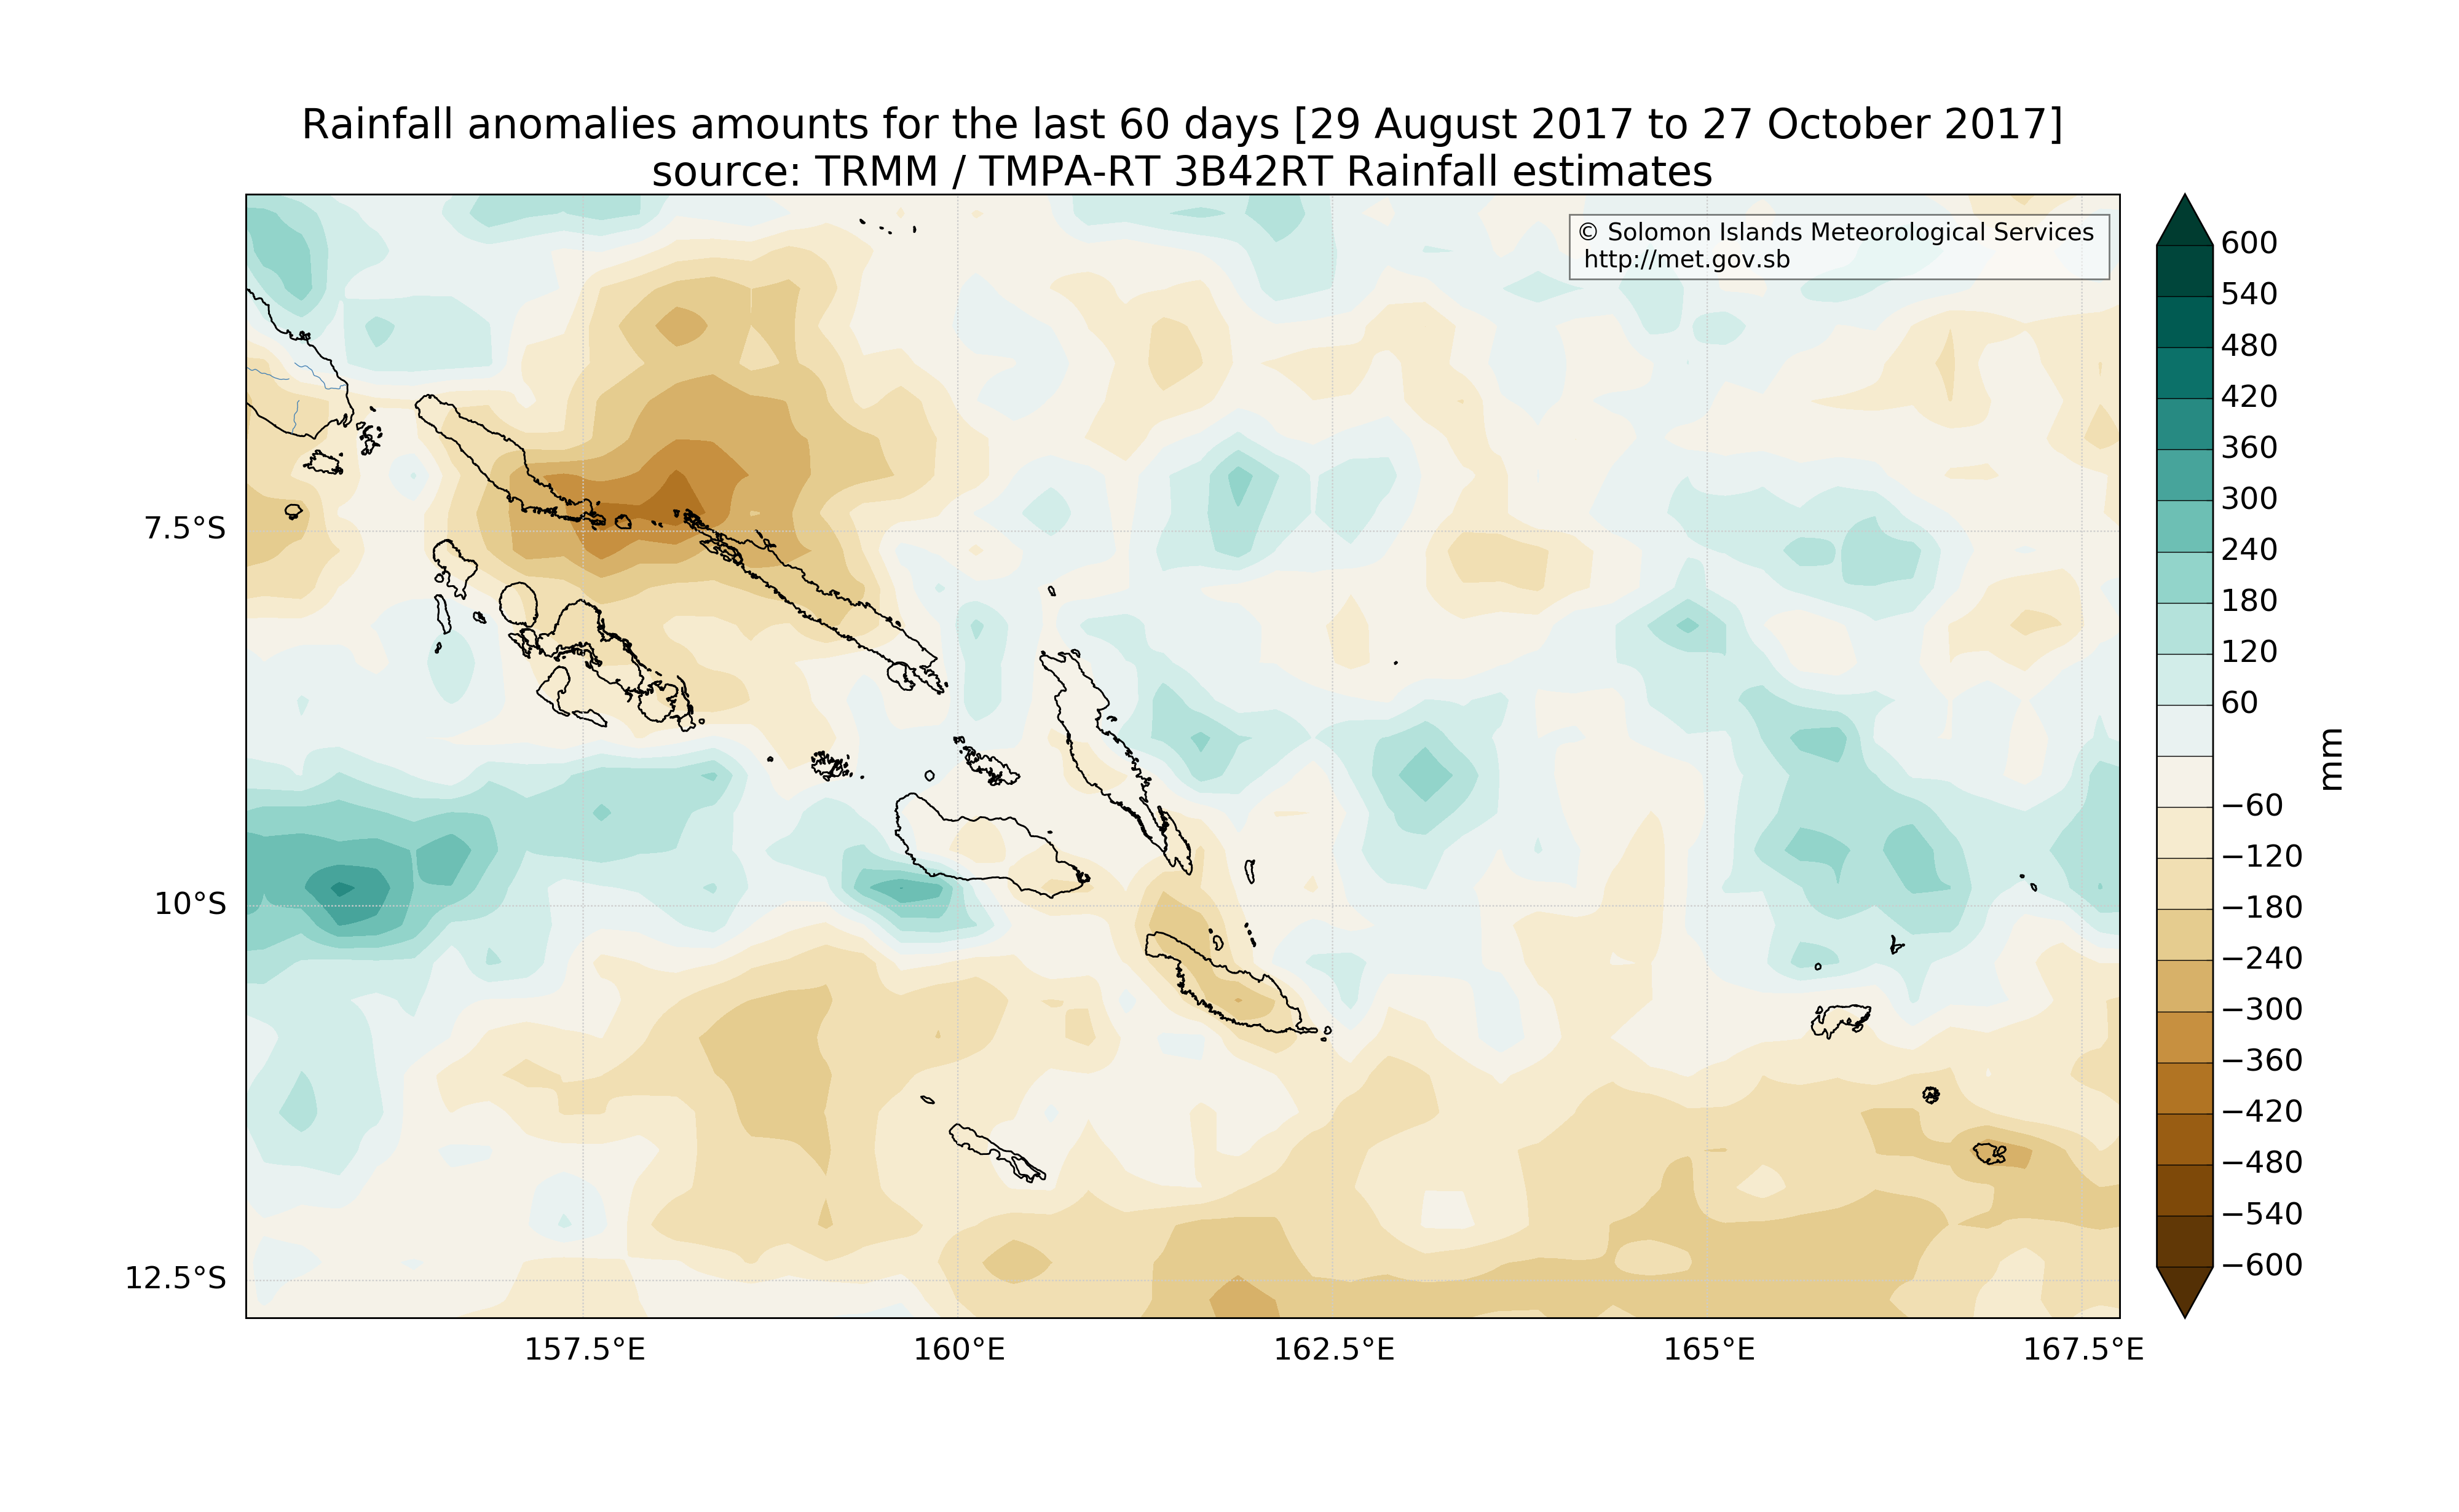 Rainfall anomalies amounts for the last 60 days [29 August 2017 to 27 October 2017]
source: TRMM / TMPA-RT 3B42RT Rainfall estimates
© Solomon Islands Meteorological Services
http://met.gov.sb
7.5°S
10°S
12.5°S
157.5°E
160°E
162.5°E
165°E
167.5°E
600
540
480
420
360
300
240
180
120
60
−60
−120
−180
−240
−300
−360
−420
−480
−540
−600
mm